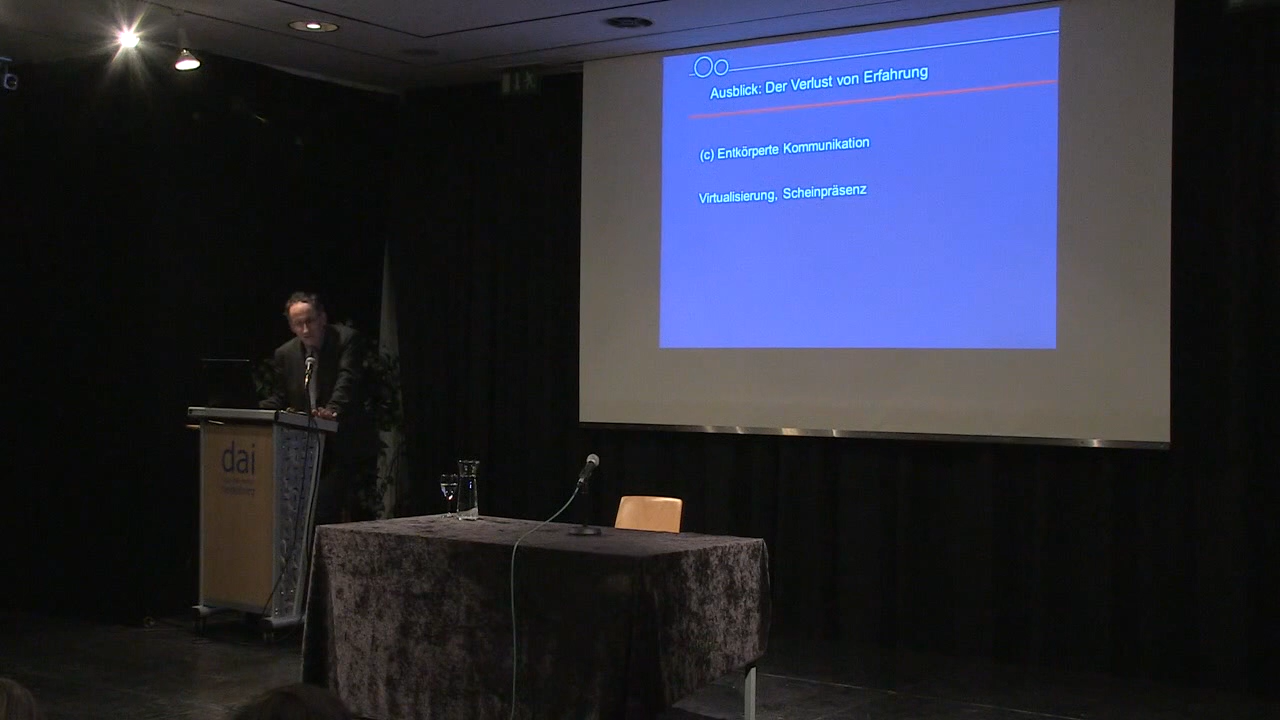 Ausblick: Der Verlust von Erfahrung
(c) Entkörperte Kommunikation
Virtualisierung, Scheinpräsenz
dai